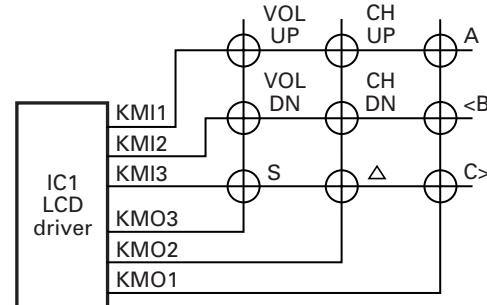 VOL UP
CH UP
A
VOL DN
CH DN
<B
S
△
C>
KMI1
KMI2
KMI3
KMO3
KMO2
KMO1
IC1
LCD
driver